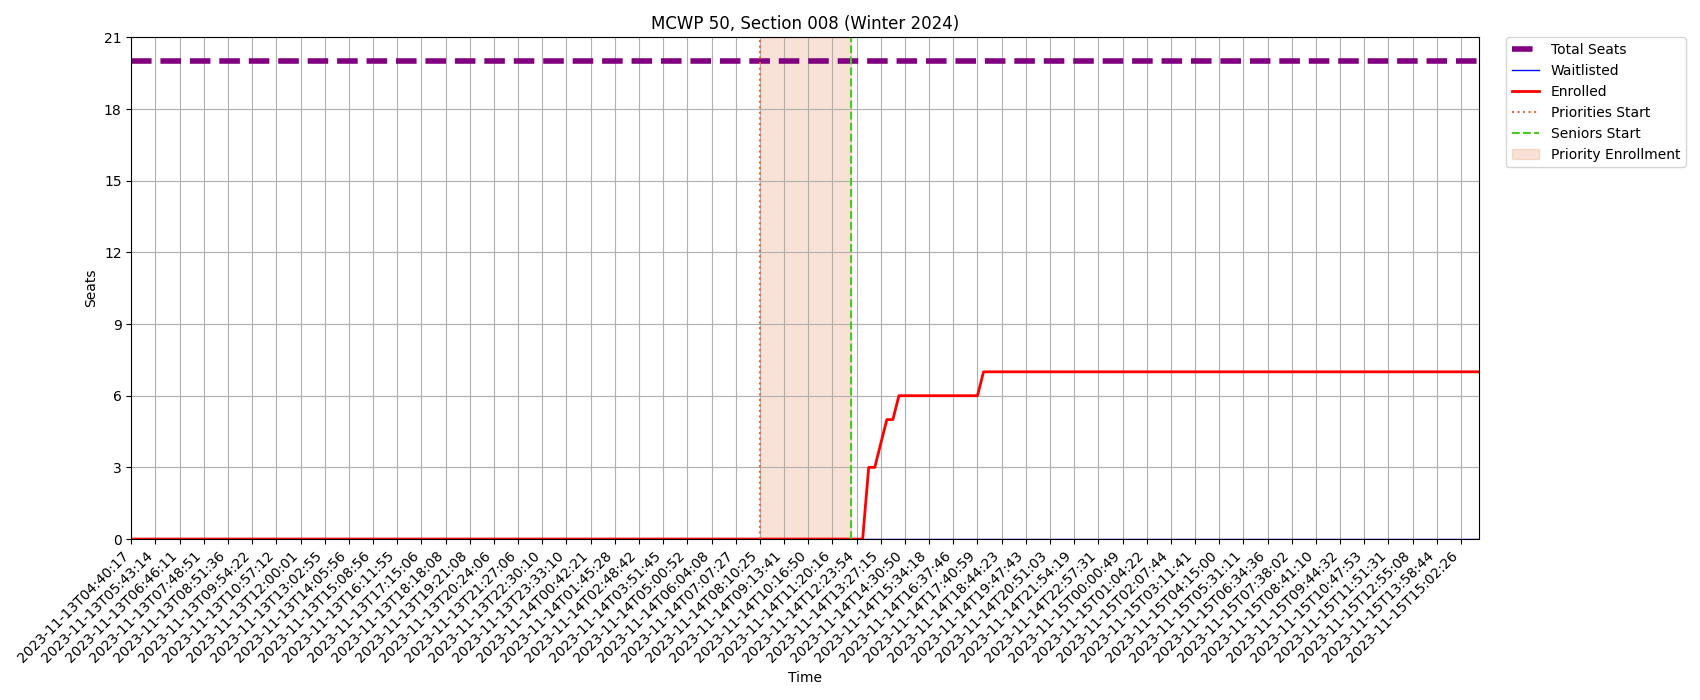 MCWP 50, Section 008 (Winter 2024)
21
18
15
12
9
6
3
0
Seats
2023-11-13T04:40:17
2023-11-13T05:43:14
2023-11-13T06:46:11
2023-11-13T07:48:51
2023-11-13T08:51:36
2023-11-13T09:54:22
2023-11-13T10:57:12
2023-11-13T12:00:01
2023-11-13T13:02:55
2023-11-13T14:05:56
2023-11-13T15:08:56
2023-11-13T16:11:55
2023-11-13T17:15:06
2023-11-13T18:18:08
2023-11-13T19:21:08
2023-11-13T20:24:06
2023-11-13T21:27:06
2023-11-13T22:30:10
2023-11-13T23:33:10
2023-11-14T00:42:21
2023-11-14T01:45:28
2023-11-14T02:48:42
2023-11-14T03:51:45
2023-11-14T05:00:52
2023-11-14T06:04:08
2023-11-14T07:07:27
2023-11-14T08:10:25
2023-11-14T09:13:41
2023-11-14T10:16:50
2023-11-14T11:20:16
2023-11-14T12:23:54
2023-11-14T13:27:15
2023-11-14T14:30:50
2023-11-14T15:34:18
2023-11-14T16:37:46
2023-11-14T17:40:59
2023-11-14T18:44:23
2023-11-14T19:47:43
2023-11-14T20:51:03
2023-11-14T21:54:19
2023-11-14T22:57:31
2023-11-15T00:00:49
2023-11-15T01:04:22
2023-11-15T02:07:44
2023-11-15T03:11:41
2023-11-15T04:15:00
2023-11-15T05:31:11
2023-11-15T06:34:36
2023-11-15T07:38:02
2023-11-15T08:41:10
2023-11-15T09:44:32
2023-11-15T10:47:53
2023-11-15T11:51:31
2023-11-15T12:55:08
2023-11-15T13:58:44
2023-11-15T15:02:26
Time
Total Seats
Waitlisted
Enrolled
Priorities Start
Seniors Start
Priority Enrollment